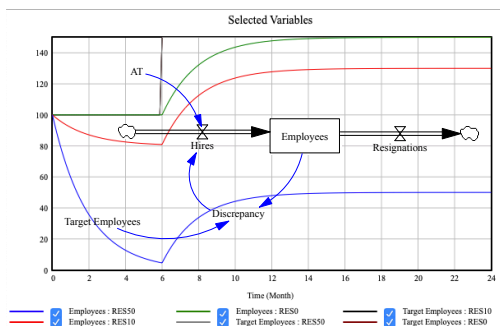 Selected Variables
140
120
100
80
60
40
20
0
AT
Hires
Employees
Resignations
Target Employees
Discrepancy
0 2 4 6 8 10 12 14 16 18 20 22 24
Time (Month)
Employees : RES50 Employees : RES0 Target Employees : RES10
Employees : RES10 Target Employees : RES50 Target Employees : RES0